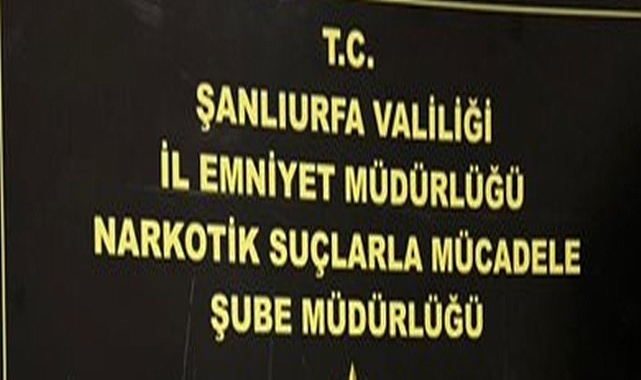 T.C.
ŞANLIURFA VALİLİĞİ
İL EMNİYET MÜDÜRLÜĞÜ
NARKOTİK SUÇLARLA MÜCADELE
ŞUBE MÜDÜRLÜĞÜ